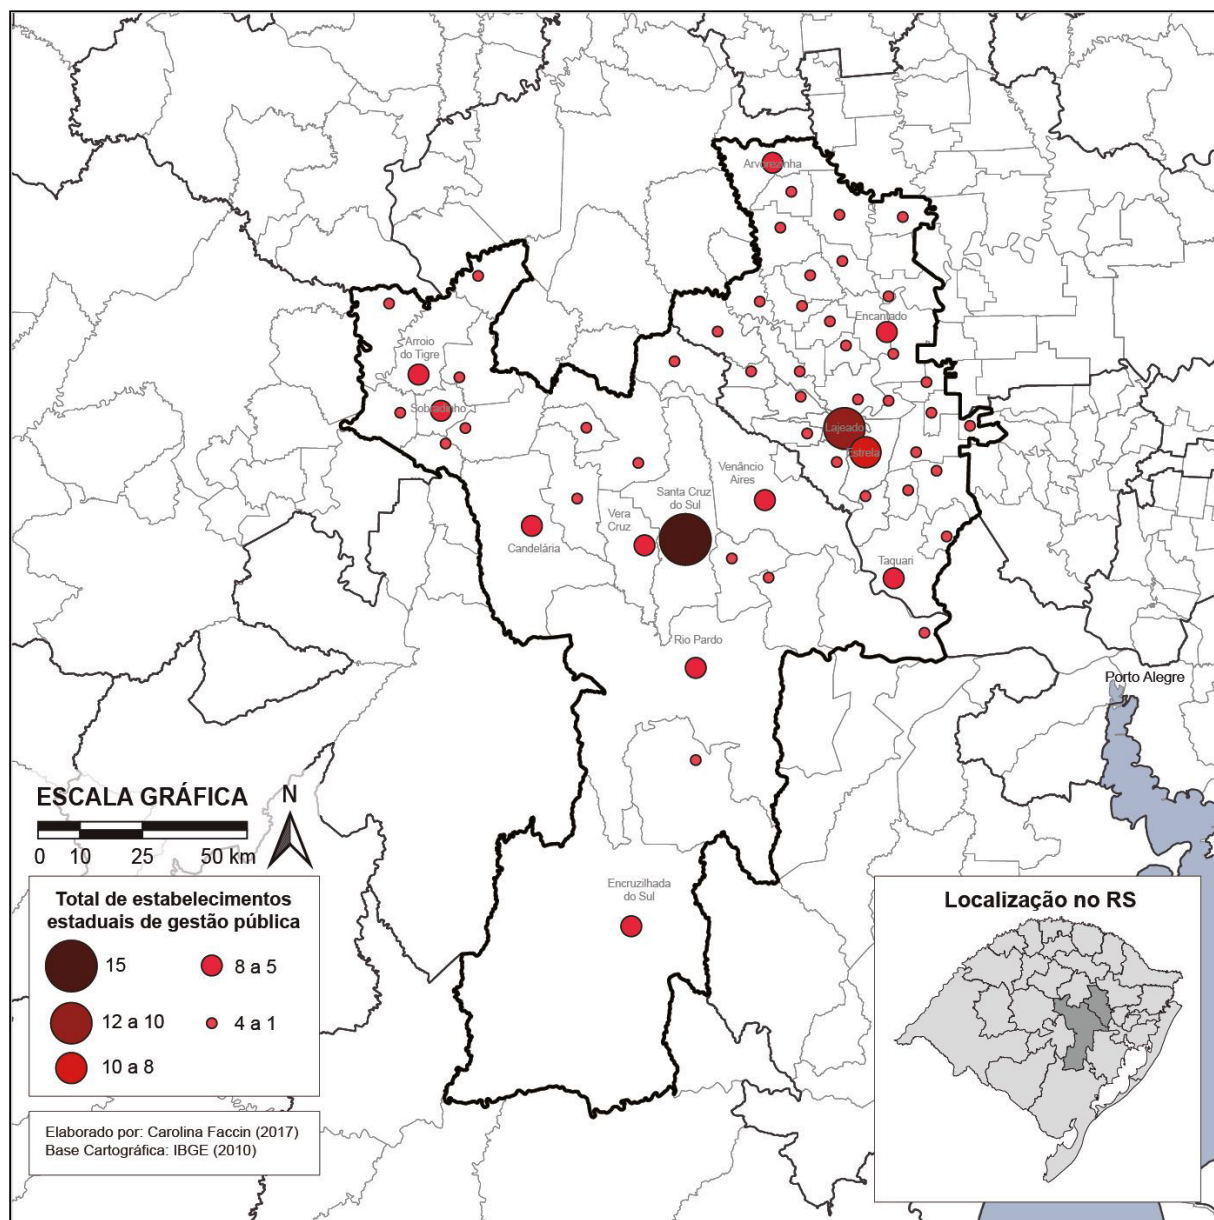 Arvorezinha
Encantado
Arroio
do Tigre
Sobradinho
Lajeado
Estrela
Venâncio
Aires
Santa Cruz
do Sul
Vera
Cruz
Candelária
Taquari
Rio Pardo
Porto Alegre
Encruzilhada
do Sul
ESCALA GRÁFICA
N
0 10 25 50 km
Total de estabelecimentos
estaduais de gestão pública
15
8 a 5
12 a 10
4 a 1
10 a 8
Elaborado por: Carolina Faccin (2017)
Base Cartográfica: IBGE (2010)
Localização no RS